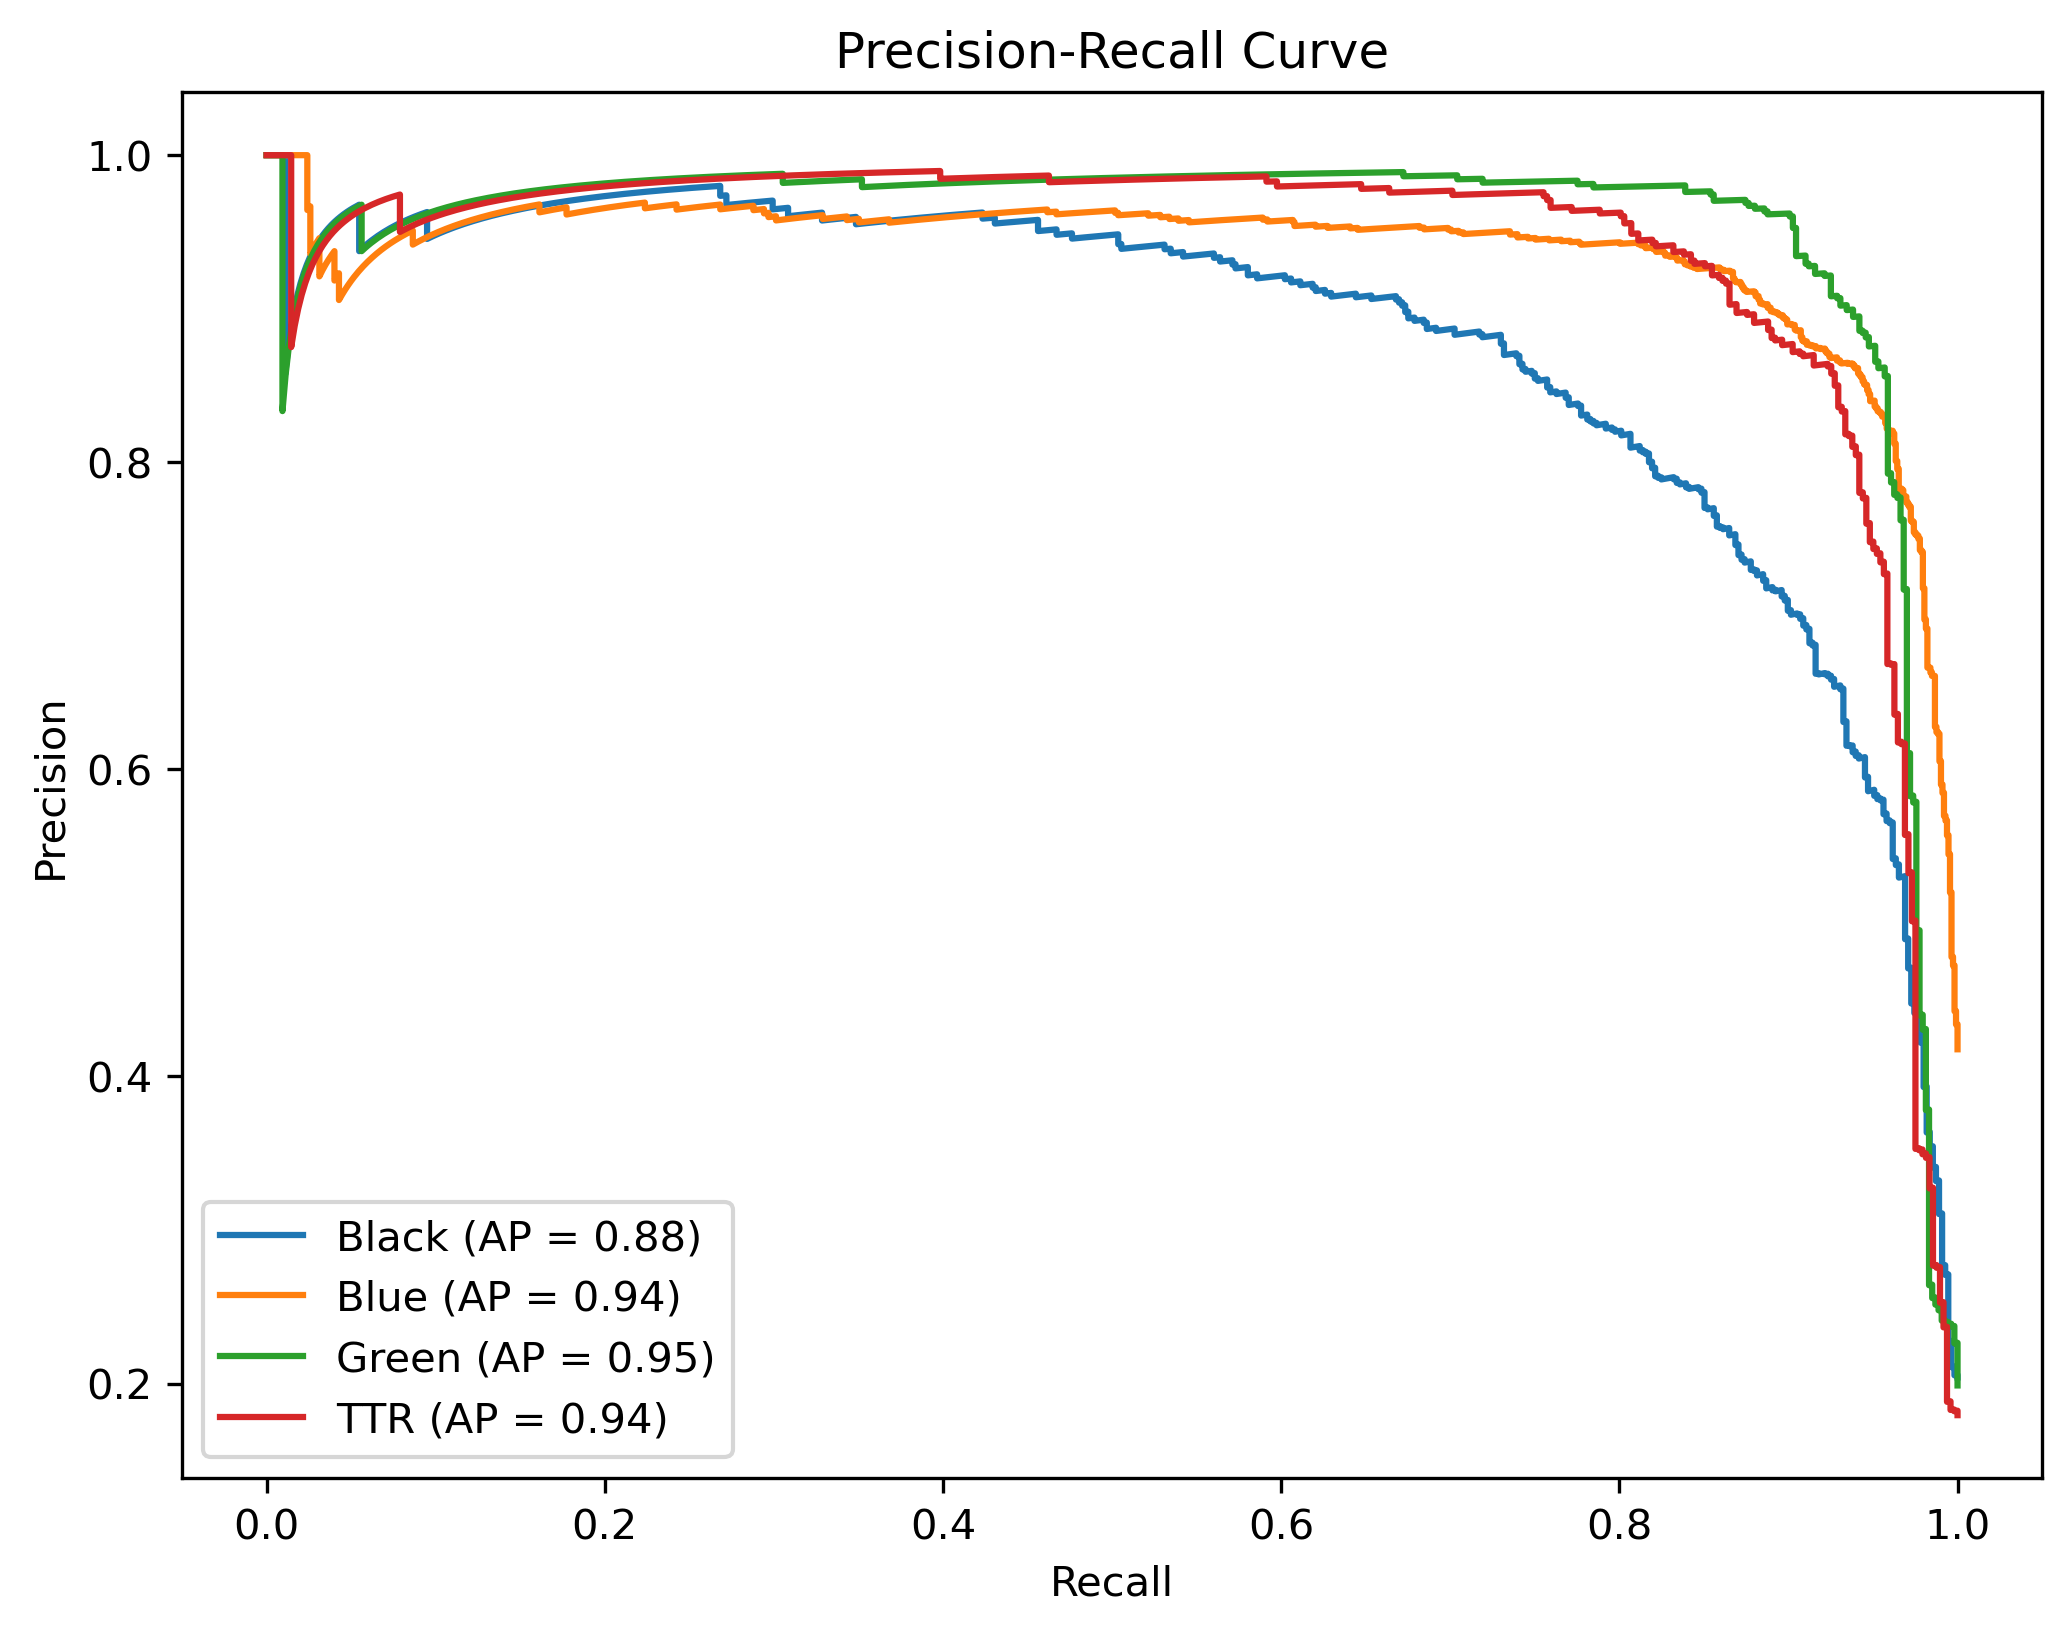 Precision-Recall Curve
Precision
1.0
0.8
0.6
0.4
0.2
Black (AP = 0.88)
Blue (AP = 0.94)
Green (AP = 0.95)
TTR (AP = 0.94)
0.0 0.2 0.4 0.6 0.8 1.0
Recall